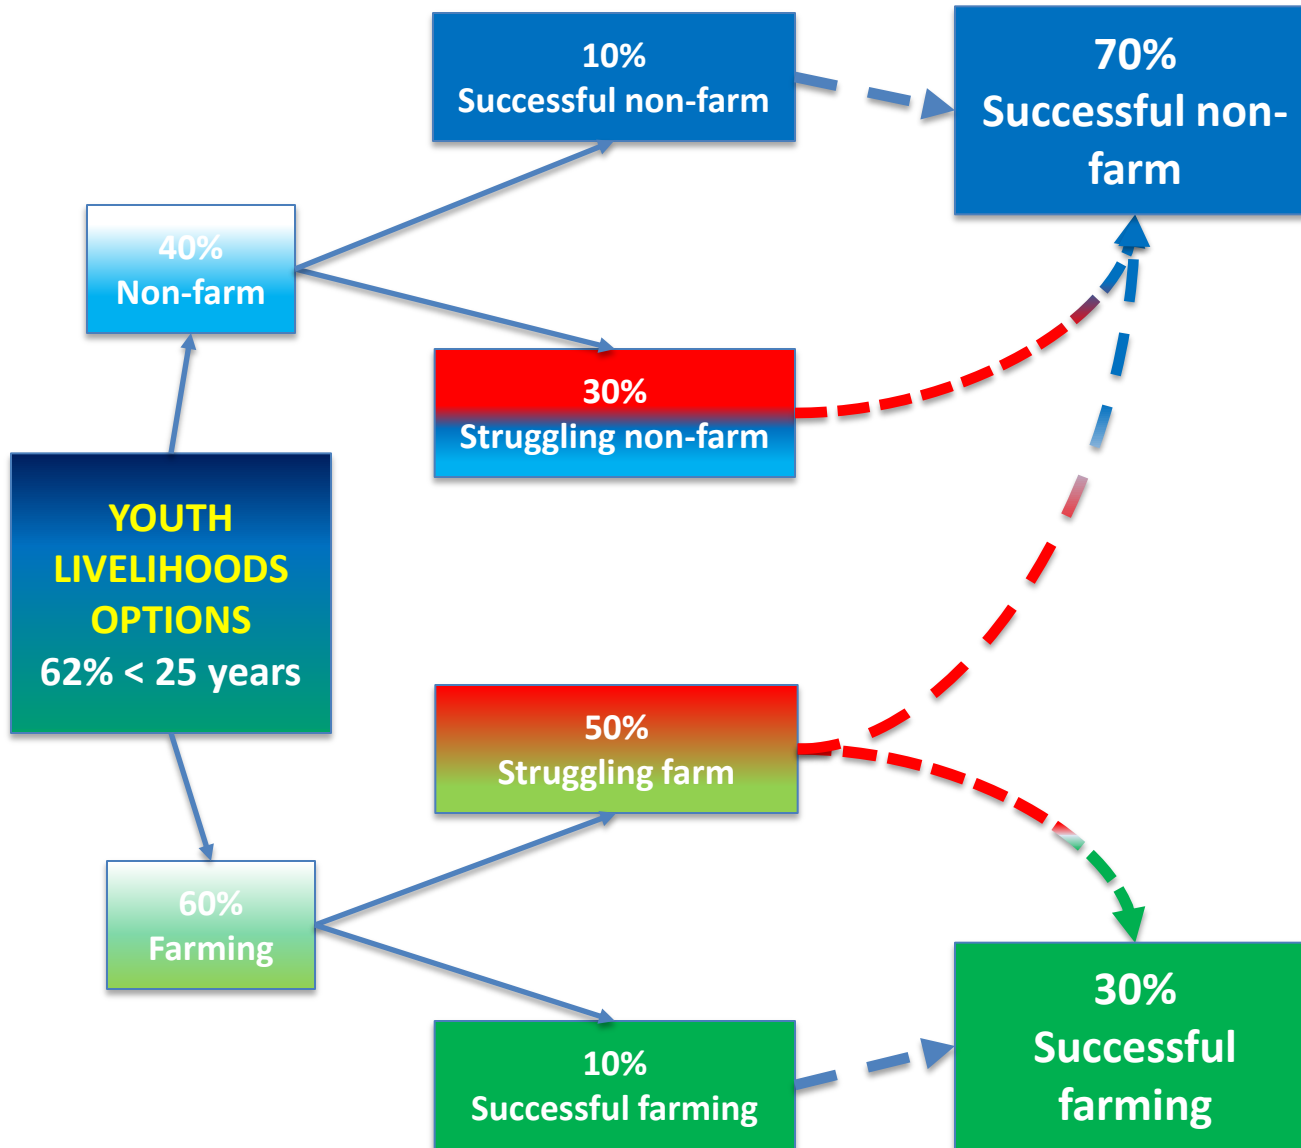 10%
Successful non-farm
70%
Successful non-
farm
40%
Non-farm
30%
Struggling non-farm
YOUTH
LIVELIHOODS
OPTIONS
62% < 25 years
50%
Struggling farm
60%
Farming
30%
Successful
farming
10%
Successful farming